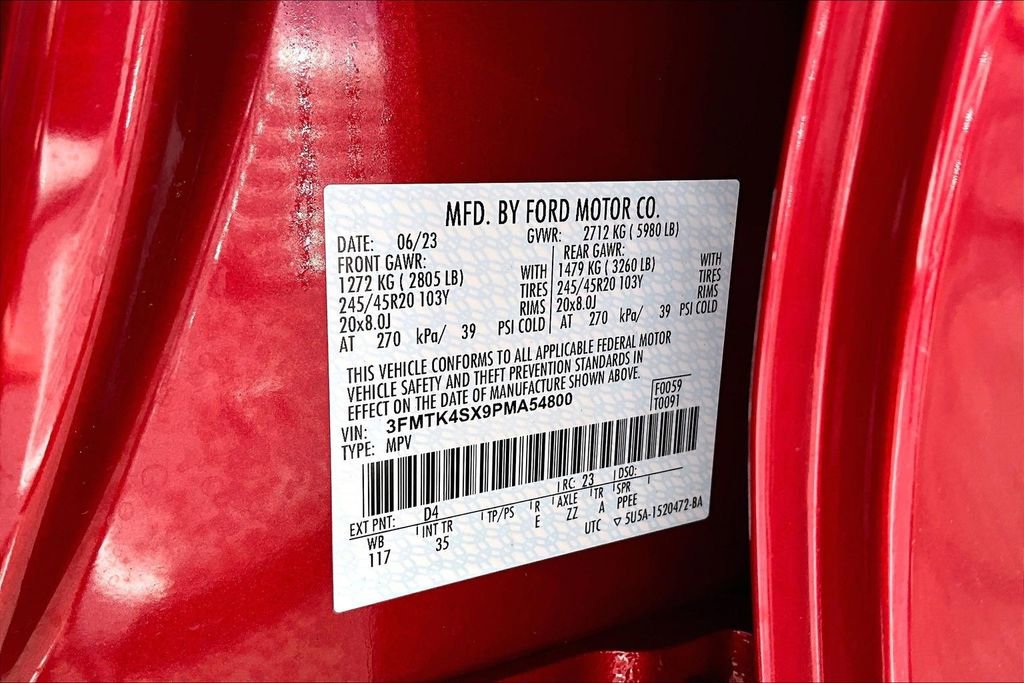 MFD. BY FORD MOTOR CO.
DATE: 06/23 GVWR: 2712 KG ( 5980 LB)
FRONT GAWR: REAR GAWR:
1272 KG ( 2805 LB) WITH 1479 KG ( 3260 LB) WITH
245/45R20 103Y TIRES 245/45R20 103Y TIRES
20x8.0J RIMS 20x8.0J RIMS
AT 270 kPa/ 39 PSI COLD AT 270 kPa/ 39 PSI COLD
THIS VEHICLE CONFORMS TO ALL APPLICABLE FEDERAL MOTOR
VEHICLE SAFETY AND THEFT PREVENTION STANDARDS IN
EFFECT ON THE DATE OF MANUFACTURE SHOWN ABOVE.
F0059
VIN: 3FMTK4SX9PMA54800
T0091
TYPE: MPV
EXT PNT: D4 RC: 23 DSO:
WB INT TR TP/PS R AXLE TR SPR
117 35 E ZZ A PPEE
UTC ▽ 5U5A-1520472-BA